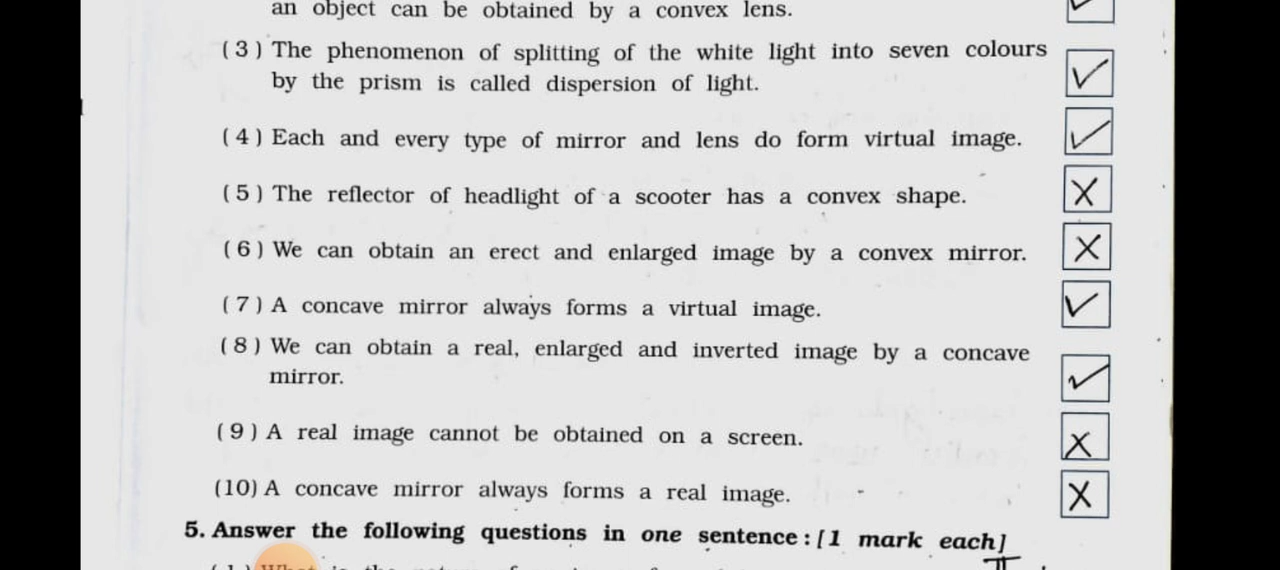 an object can be obtained by a convex lens. ✓
(3) The phenomenon of splitting of the white light into seven colours
by the prism is called dispersion of light. ✓
(4) Each and every type of mirror and lens do form virtual image. ✓
(5) The reflector of headlight of a scooter has a convex shape. X
(6) We can obtain an erect and enlarged image by a convex mirror. X
(7) A concave mirror always forms a virtual image. ✓
(8) We can obtain a real, enlarged and inverted image by a concave
mirror. ✓
(9) A real image cannot be obtained on a screen. X
(10) A concave mirror always forms a real image. X
5. Answer the following questions in one sentence : [1 mark each]